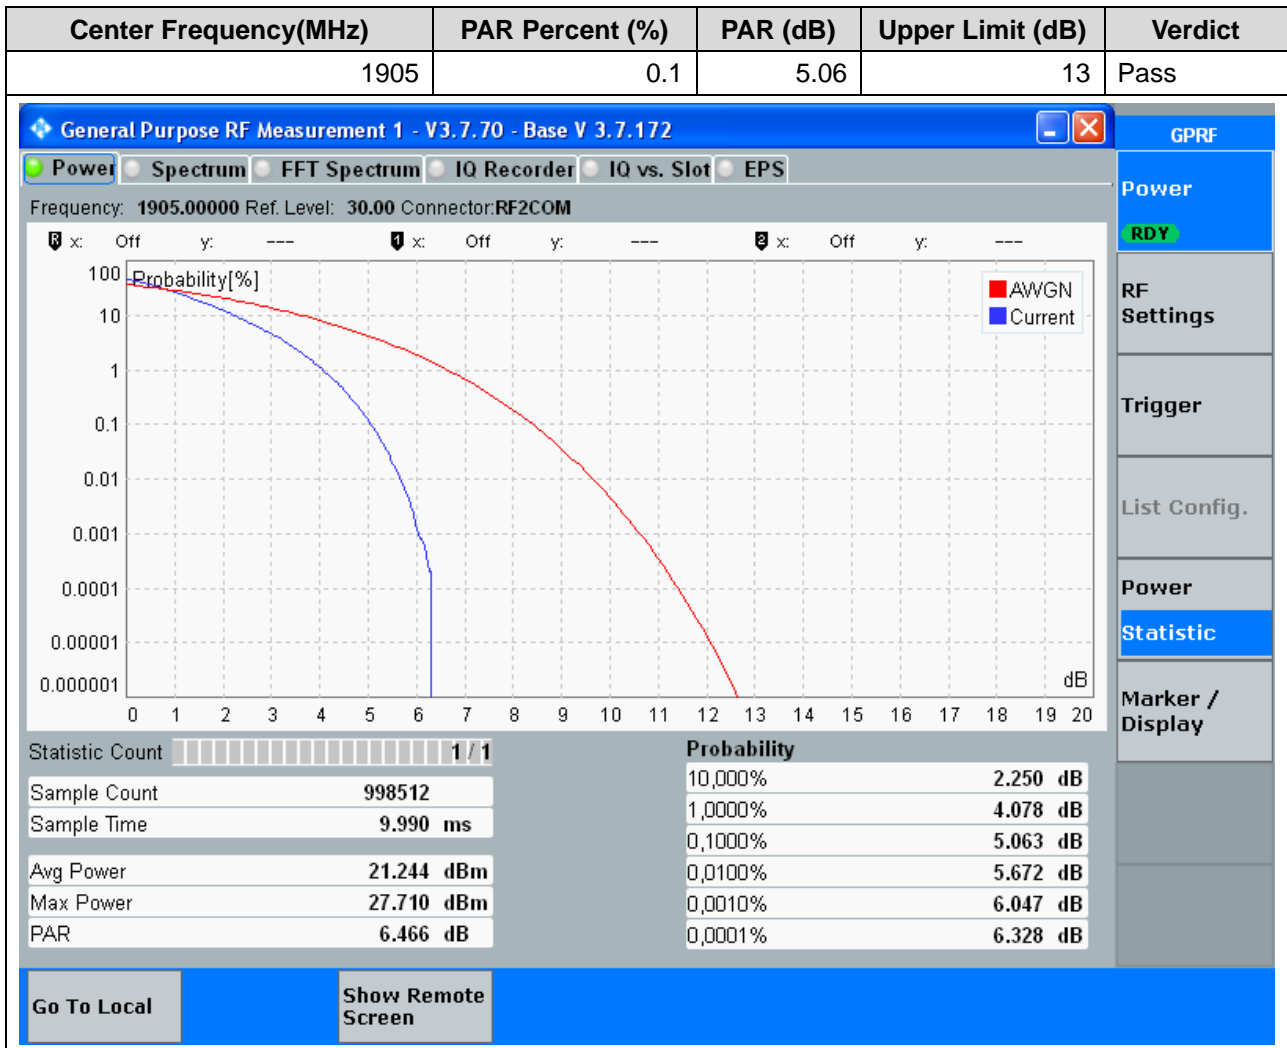 Center Frequency(MHz) PAR Percent (%) PAR (dB) Upper Limit (dB) Verdict
1905 0.1 5.06 13 Pass
General Purpose RF Measurement 1 - V3.7.70 - Base V 3.7.172
GPRF
Power Spectrum FFT Spectrum IQ Recorder IQ vs. Slot EPS
Power
RDY
Frequency: 1905.00000 Ref. Level: 30.00 Connector:RF2COM
R x: Off y: --- 1 x: Off y: --- 2 x: Off y: ---
Probability[%]
AWGN
Current
100
10
1
0.1
0.01
0.001
0.0001
0.00001
0.000001
dB
0 1 2 3 4 5 6 7 8 9 10 11 12 13 14 15 16 17 18 19 20
RF
Settings
Trigger
List Config.
Power
Statistic
Marker /
Display
Statistic Count 1 / 1
Sample Count 998512
Sample Time 9.990 ms
Avg Power 21.244 dBm
Max Power 27.710 dBm
PAR 6.466 dB
Probability
10,000% 2.250 dB
1,0000% 4.078 dB
0,1000% 5.063 dB
0,0100% 5.672 dB
0,0010% 6.047 dB
0,0001% 6.328 dB
Go To Local
Show Remote
Screen